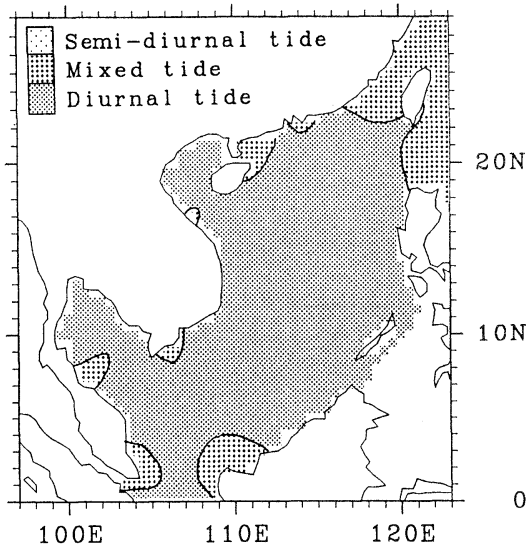 Semi-diurnal tide
Mixed tide
Diurnal tide
20N
10N
0
100E 110E 120E